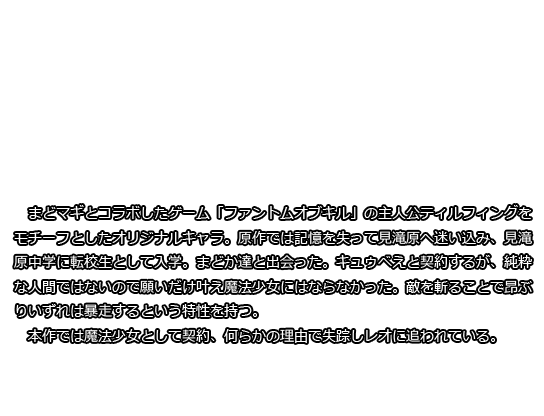 まどマギとコラボしたゲーム「ファントムオブキル」の主人公ティルフィングを
モチーフとしたオリジナルキャラ。原作では記憶を失って見滝原へ迷い込み、見滝
原中学に転校生として入学。まどか達と出会った。キュゥべえと契約するが、純粋
な人間ではないので願いだけ叶え魔法少女にはならなかった。敵を斬ることで昂ぶ
りいずれは暴走するという特性を持つ。
　本作では魔法少女として契約、何らかの理由で失踪しレオに追われている。